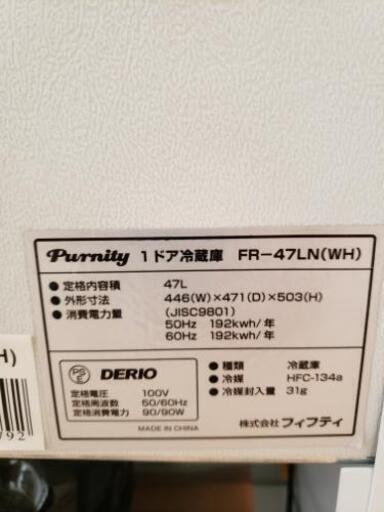 Purnity 1ドア冷蔵庫 FR-47LN(WH)
● 定格内容積 47L
● 外形寸法 446(W)×471(D)×503(H)
● 消費電力量 (JISC9801)
50Hz 192kwh/年
60Hz 192kwh/年
PSE DERIO
定格電圧 100V
定格周波数 50/60Hz
定格消費電力 90/90W
MADE IN CHINA
● 種類 冷蔵庫
● 冷媒 HFC-134a
● 冷媒封入量 31g
株式会社 フィフティ
H)
792